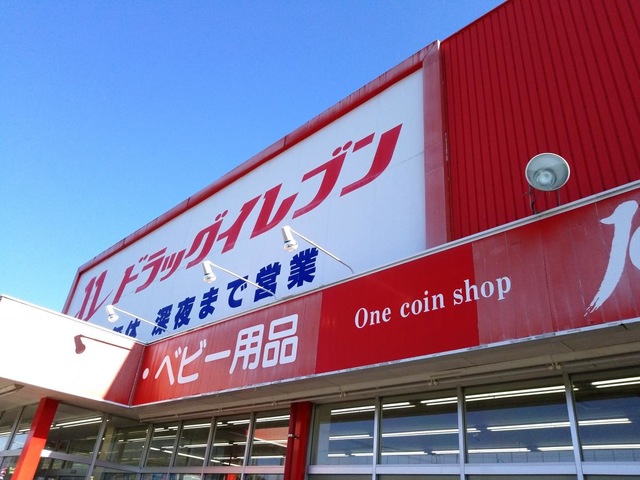 ドラッグイレブン
休 深夜まで営業
・ベビー用品
One coin shop